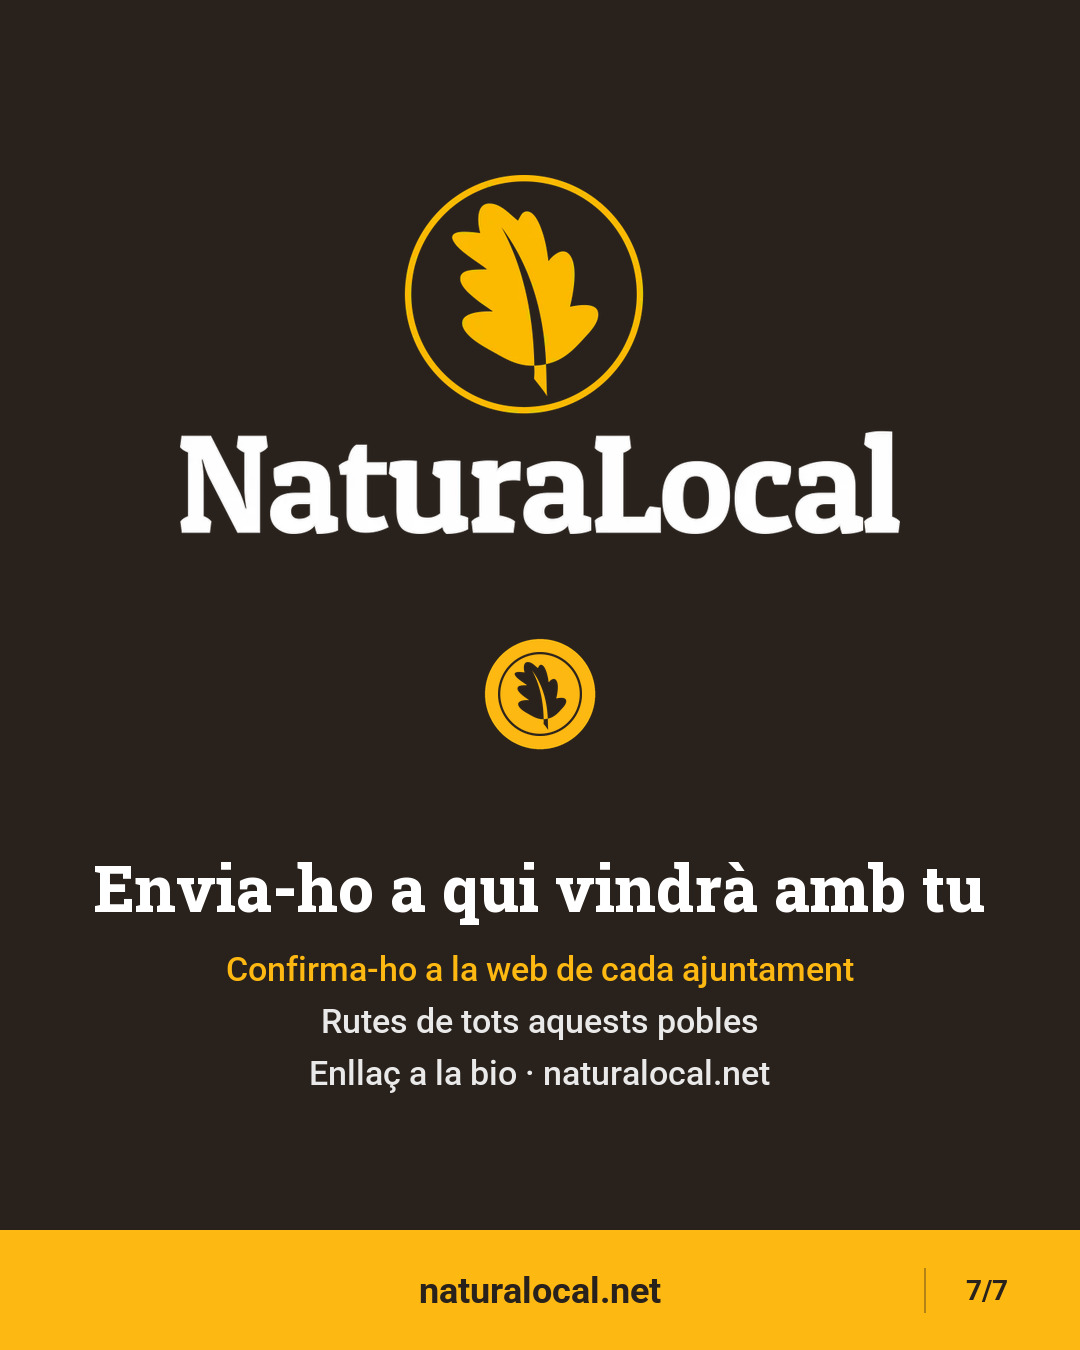 NaturaLocal
Envia-ho a qui vindrà amb tu
Confirma-ho a la web de cada ajuntament
Rutes de tots aquests pobles
Enllaç a la bio · naturalocal.net
naturalocal.net
7/7